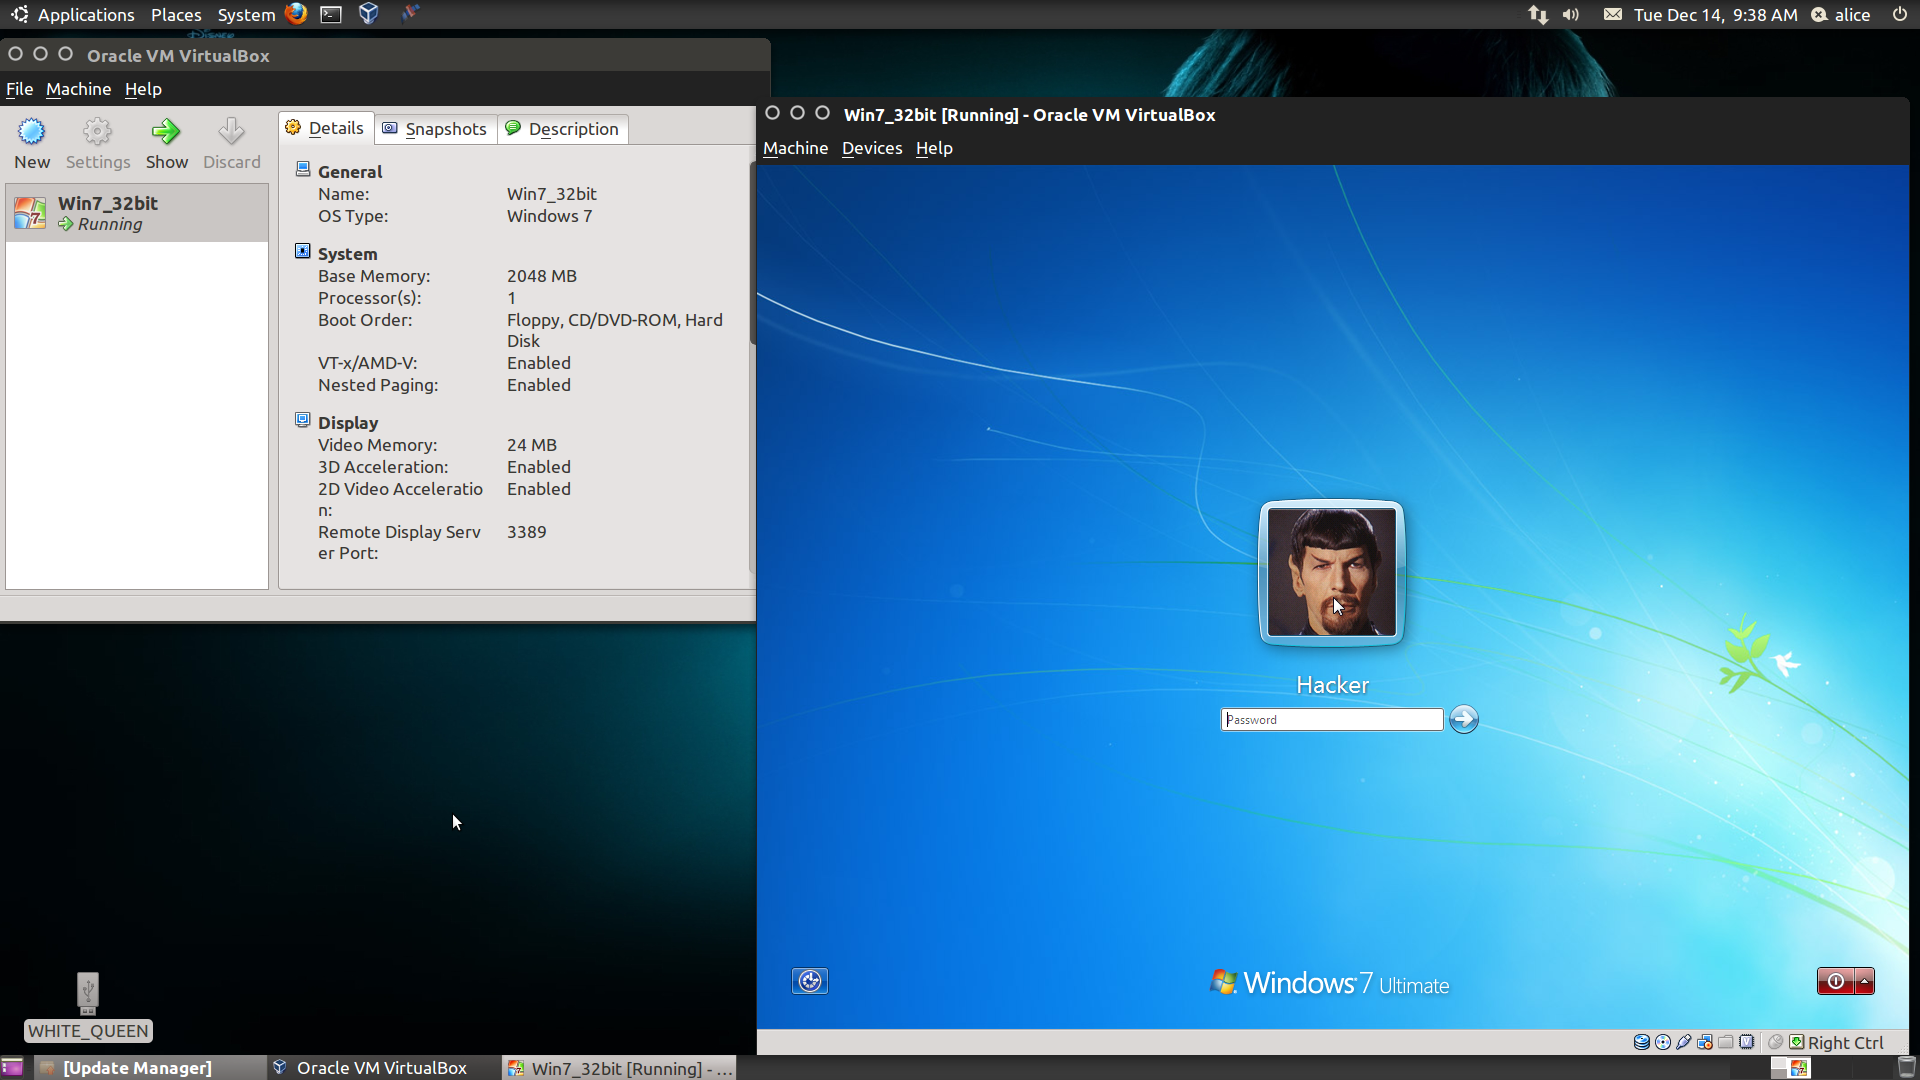 Applications Places System
Tue Dec 14, 9:38 AM alice
DISNEY
Oracle VM VirtualBox
File Machine Help
New Settings Show Discard
Win7_32bit
Running
Details Snapshots Description
General
Name: Win7_32bit
OS Type: Windows 7
System
Base Memory: 2048 MB
Processor(s): 1
Boot Order: Floppy, CD/DVD-ROM, Hard
Disk
VT-x/AMD-V: Enabled
Nested Paging: Enabled
Display
Video Memory: 24 MB
3D Acceleration: Enabled
2D Video Acceleratio Enabled
n:
Remote Display Serv 3389
er Port:
Win7_32bit [Running] - Oracle VM VirtualBox
Machine Devices Help
Hacker
Password
Windows 7 Ultimate
Right Ctrl
WHITE_QUEEN
[Update Manager] Oracle VM VirtualBox Win7_32bit [Running] - ...